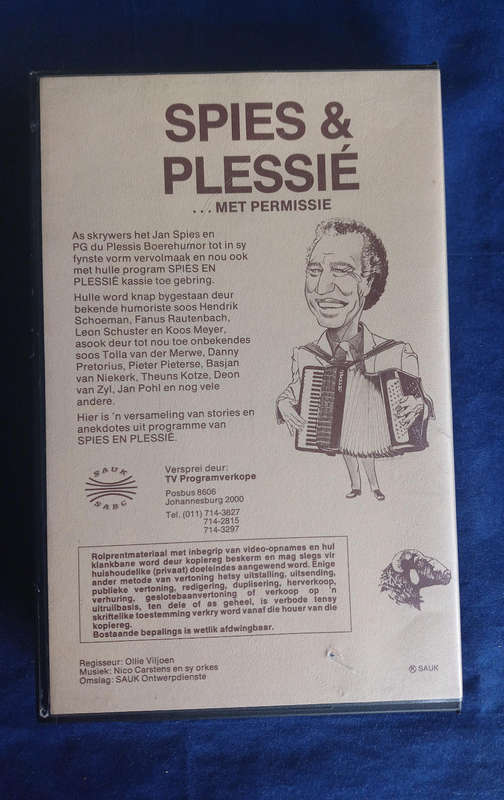 SPIES &
PLESSIÉ
...MET PERMISSIE
As skrywers het Jan Spies en
PG du Plessis Boerehumor tot in sy
fynste vorm vervolmaak en nou ook
met hulle program SPIES EN
PLESSIÉ kassie toe gebring.
Hulle word knap bygestaan deur
bekende humoriste soos Hendrik
Schoeman, Fanus Rautenbach,
Leon Schuster en Koos Meyer,
asook deur tot nou toe onbekendes
soos Tolla van der Merwe, Danny
Pretorius, Pieter Pieterse, Basjan
van Niekerk, Theuns Kotze, Deon
van Zyl, Jan Pohl en nog vele
andere.
Hier is 'n versameling van stories en
anekdotes uit programme van
SPIES EN PLESSIÉ.
SAUK
SABC
Versprei deur:
TV Programverkope
Posbus 8606
Johannesburg 2000
Tel. (011) 714-3827
714-2815
714-3297
Rolprentmateriaal met inbegrip van video-opnames en hul
klankbane word deur kopiereg beskerm en mag slegs vir
huishoudelike (privaat) doeleindes aangewend word. Enige
ander metode van vertoning hetsy uitstalling, uitsending,
publieke vertoning, redigering, duplisering, herverkoop,
verhuring, geslotebaanvertoning of verkoop op 'n
uitruilbasis, ten dele of as geheel, is verbode tensy
skriftelike toestemming verkry word vanaf die houer van die
kopiereg.
Bostaande bepalings is wetlik afdwingbaar.
Regisseur: Ollie Viljoen
Musiek: Nico Carstens en sy orkes
Omslag: SAUK Ontwerpdienste
Ⓡ SAUK